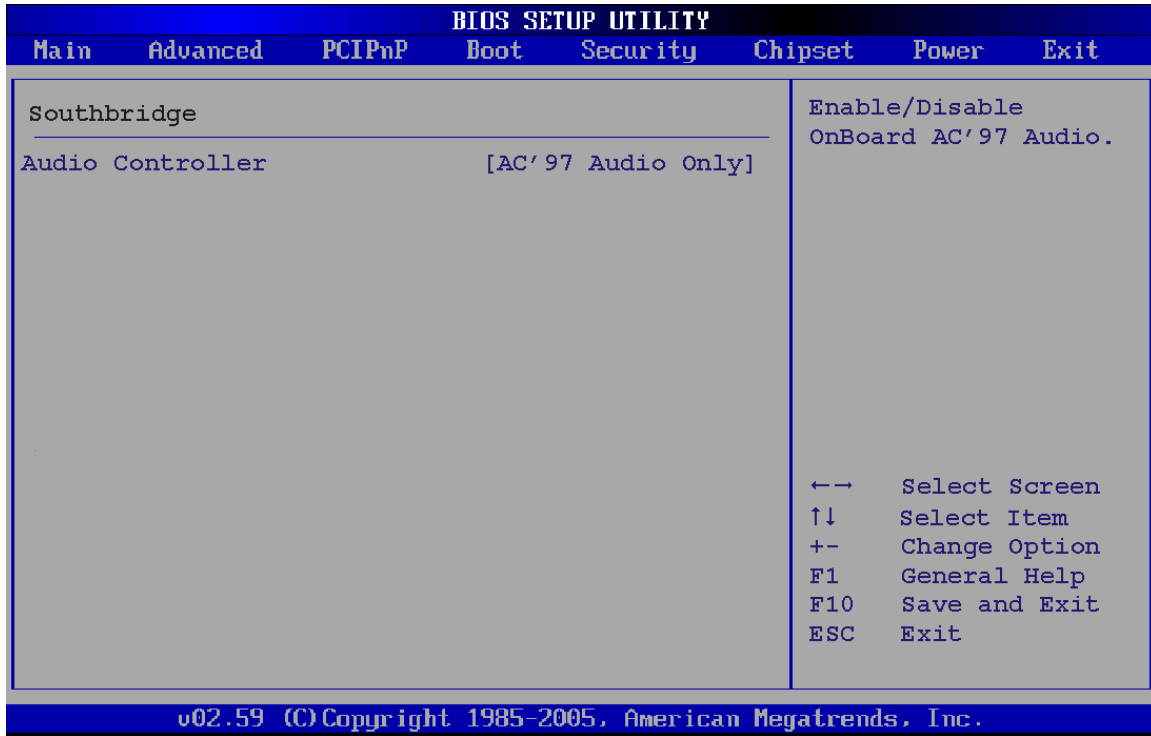 BIOS SETUP UTILITY
Main Advanced PCIPnP Boot Security Chipset Power Exit
Southbridge
Audio Controller [AC'97 Audio Only]
Enable/Disable
OnBoard AC'97 Audio.
←→ Select Screen
↑↓ Select Item
+- Change Option
F1 General Help
F10 Save and Exit
ESC Exit
v02.59 (C)Copyright 1985-2005, American Megatrends, Inc.